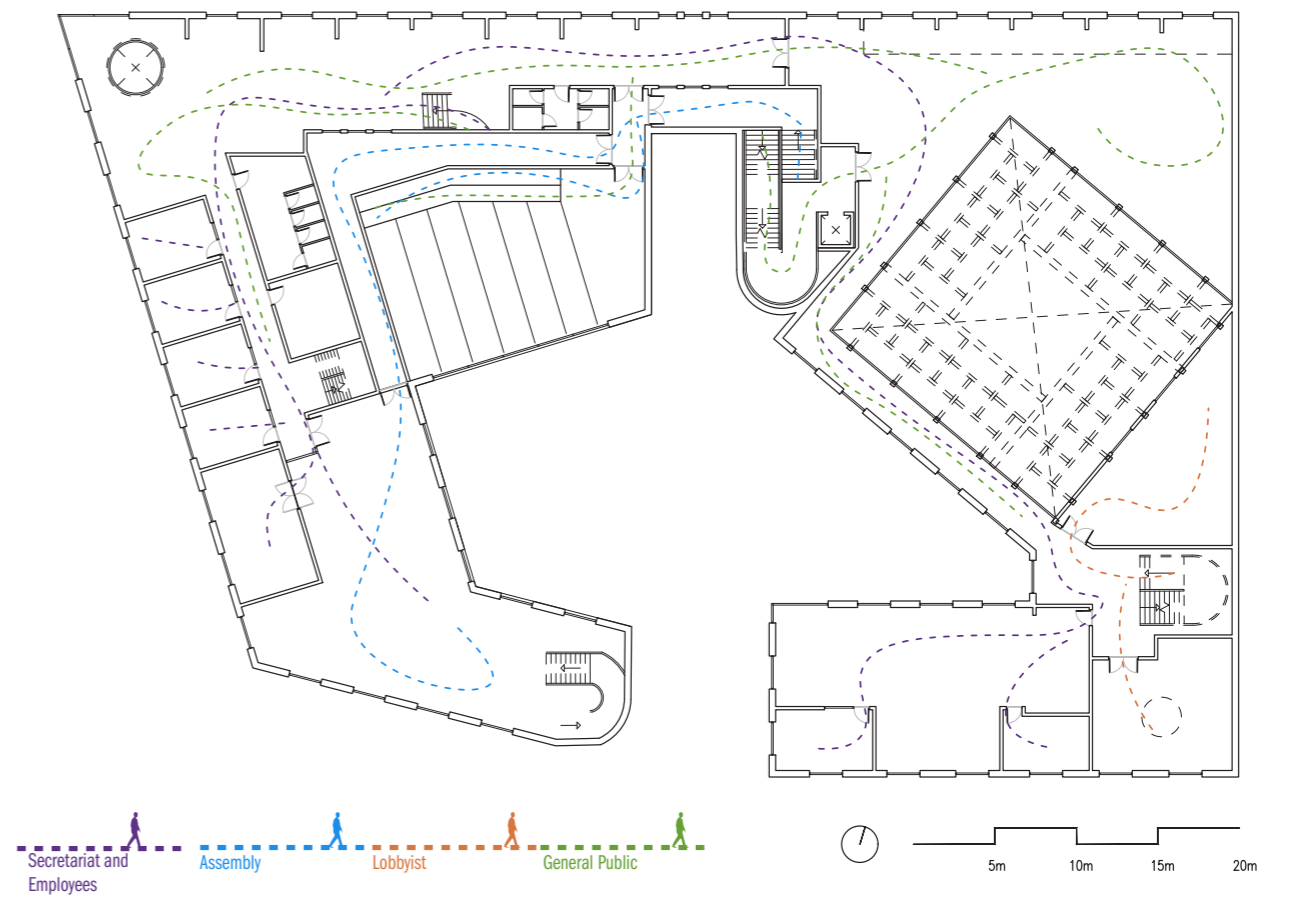 Secretariat and
Employees
Assembly
Lobbyist
General Public
5m
10m
15m
20m